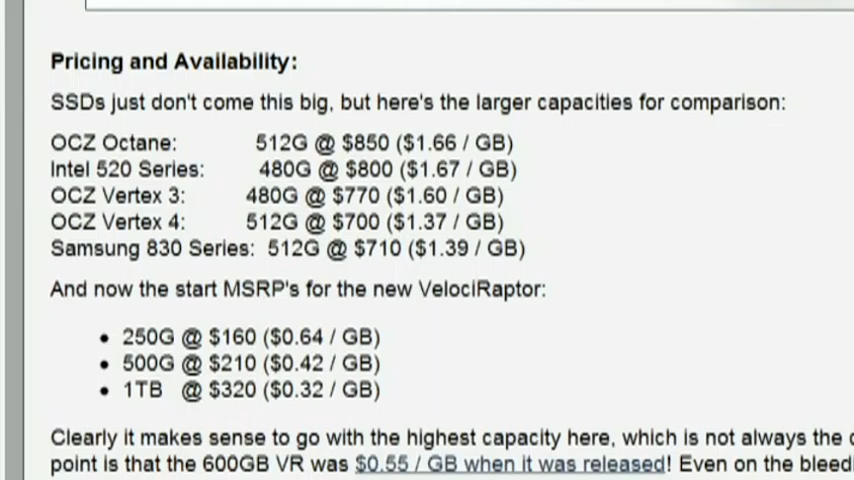 Pricing and Availability:
SSDs just don't come this big, but here's the larger capacities for comparison:
OCZ Octane: 512G @ $850 ($1.66 / GB)
Intel 520 Series: 480G @ $800 ($1.67 / GB)
OCZ Vertex 3: 480G @ $770 ($1.60 / GB)
OCZ Vertex 4: 512G @ $700 ($1.37 / GB)
Samsung 830 Series: 512G @ $710 ($1.39 / GB)
And now the start MSRP's for the new VelociRaptor:
• 250G @ $160 ($0.64 / GB)
• 500G @ $210 ($0.42 / GB)
• 1TB @ $320 ($0.32 / GB)
Clearly it makes sense to go with the highest capacity here, which is not always the
point is that the 600GB VR was $0.55 / GB when it was released! Even on the